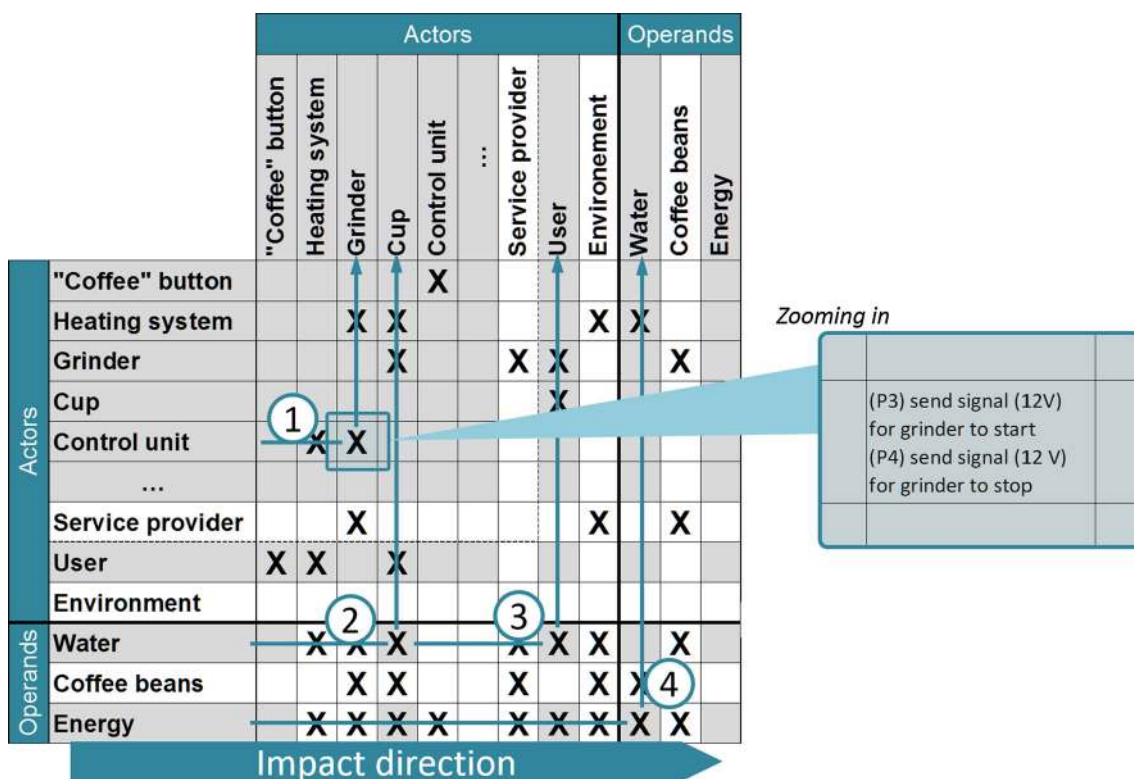 Actors
Operands
"Coffee" button
Heating system
Grinder
Cup
Control unit
...
Service provider
User
Environement
Water
Coffee beans
Energy
Actors
"Coffee" button
X
Heating system
X X X X
Zooming in
Grinder
X X X X
Cup
X
(P3) send signal (12V)
for grinder to start
(P4) send signal (12 V)
for grinder to stop
1
Control unit
X X
...
Service provider
X X X
User
X X X
Environment
Operands
2
3
Water
X X X X X X X
Coffee beans
X X X X X
4
Energy
X X X X X X X X X
Impact direction